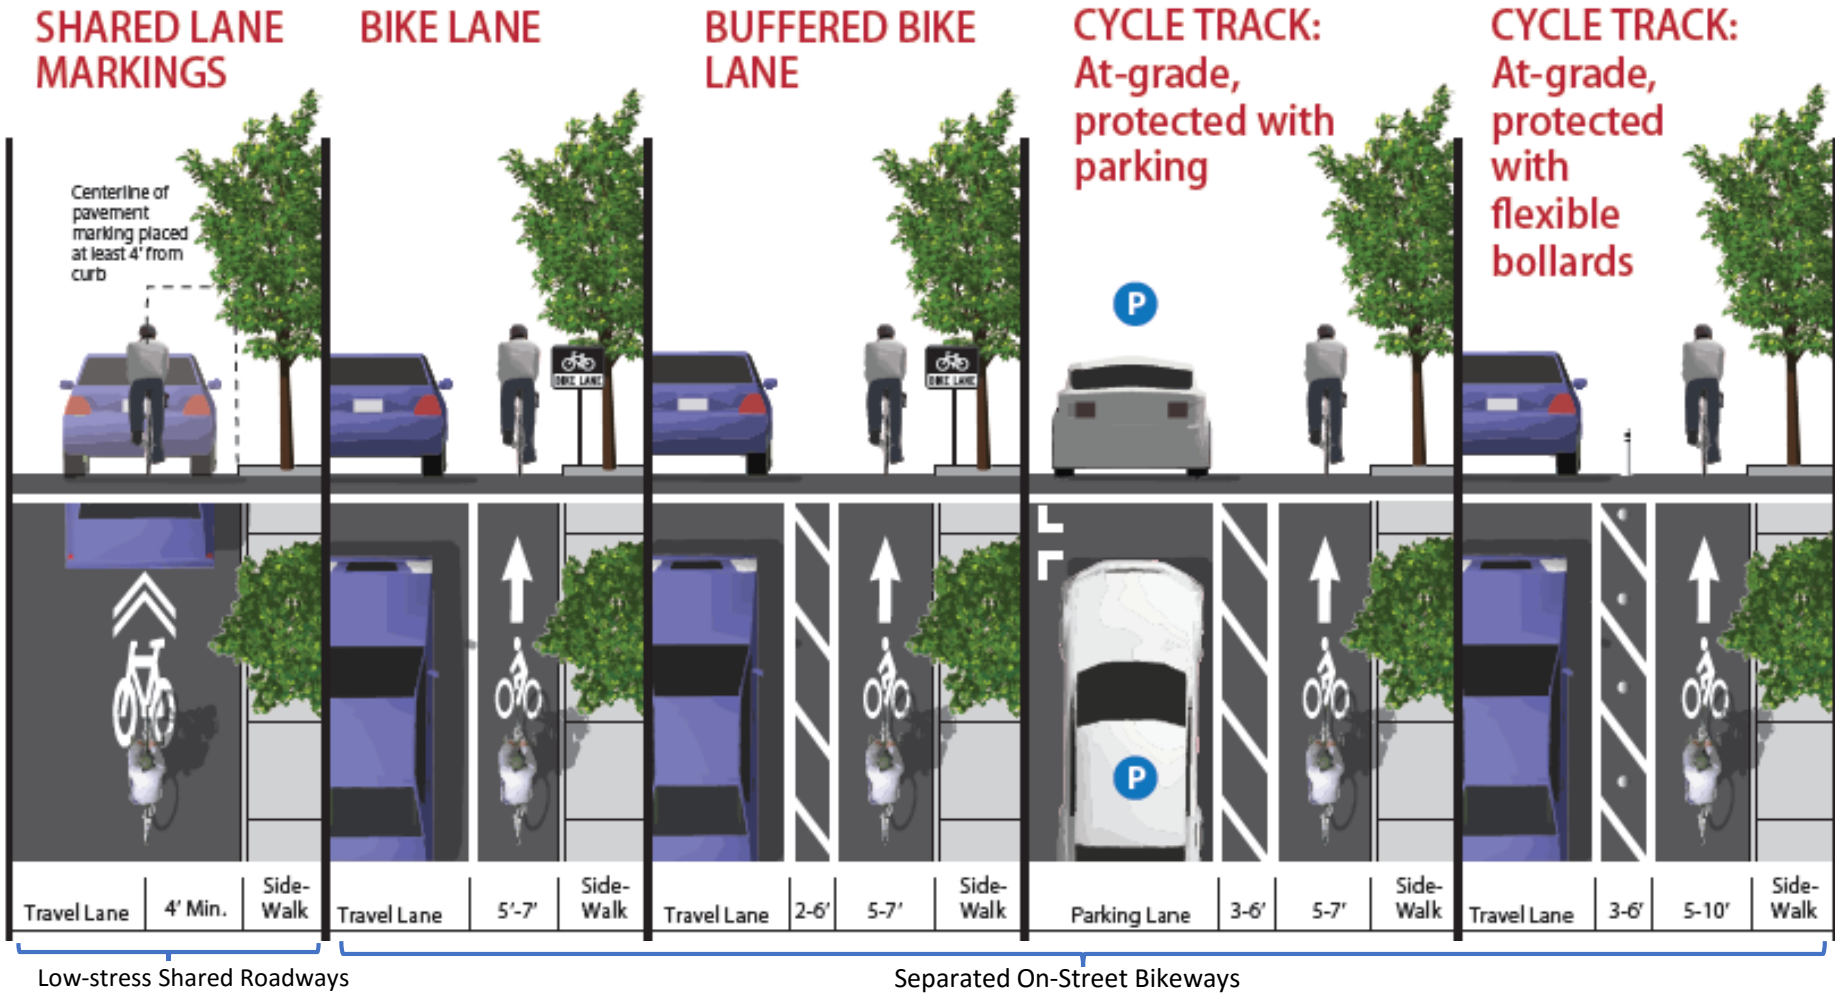 SHARED LANE
MARKINGS
BIKE LANE
BUFFERED BIKE
LANE
CYCLE TRACK:
At-grade,
protected with
parking
CYCLE TRACK:
At-grade,
protected
with
flexible
bollards
Centerline of
pavement
marking placed
at least 4' from
curb
BIKE LANE
BIKE LANE
P
P
Travel Lane
4' Min.
Side-
Walk
Travel Lane
5'-7'
Side-
Walk
Travel Lane
2-6'
5-7'
Side-
Walk
Parking Lane
3-6'
5-7'
Side-
Walk
Travel Lane
3-6'
5-10'
Side-
Walk
Low-stress Shared Roadways
Separated On-Street Bikeways